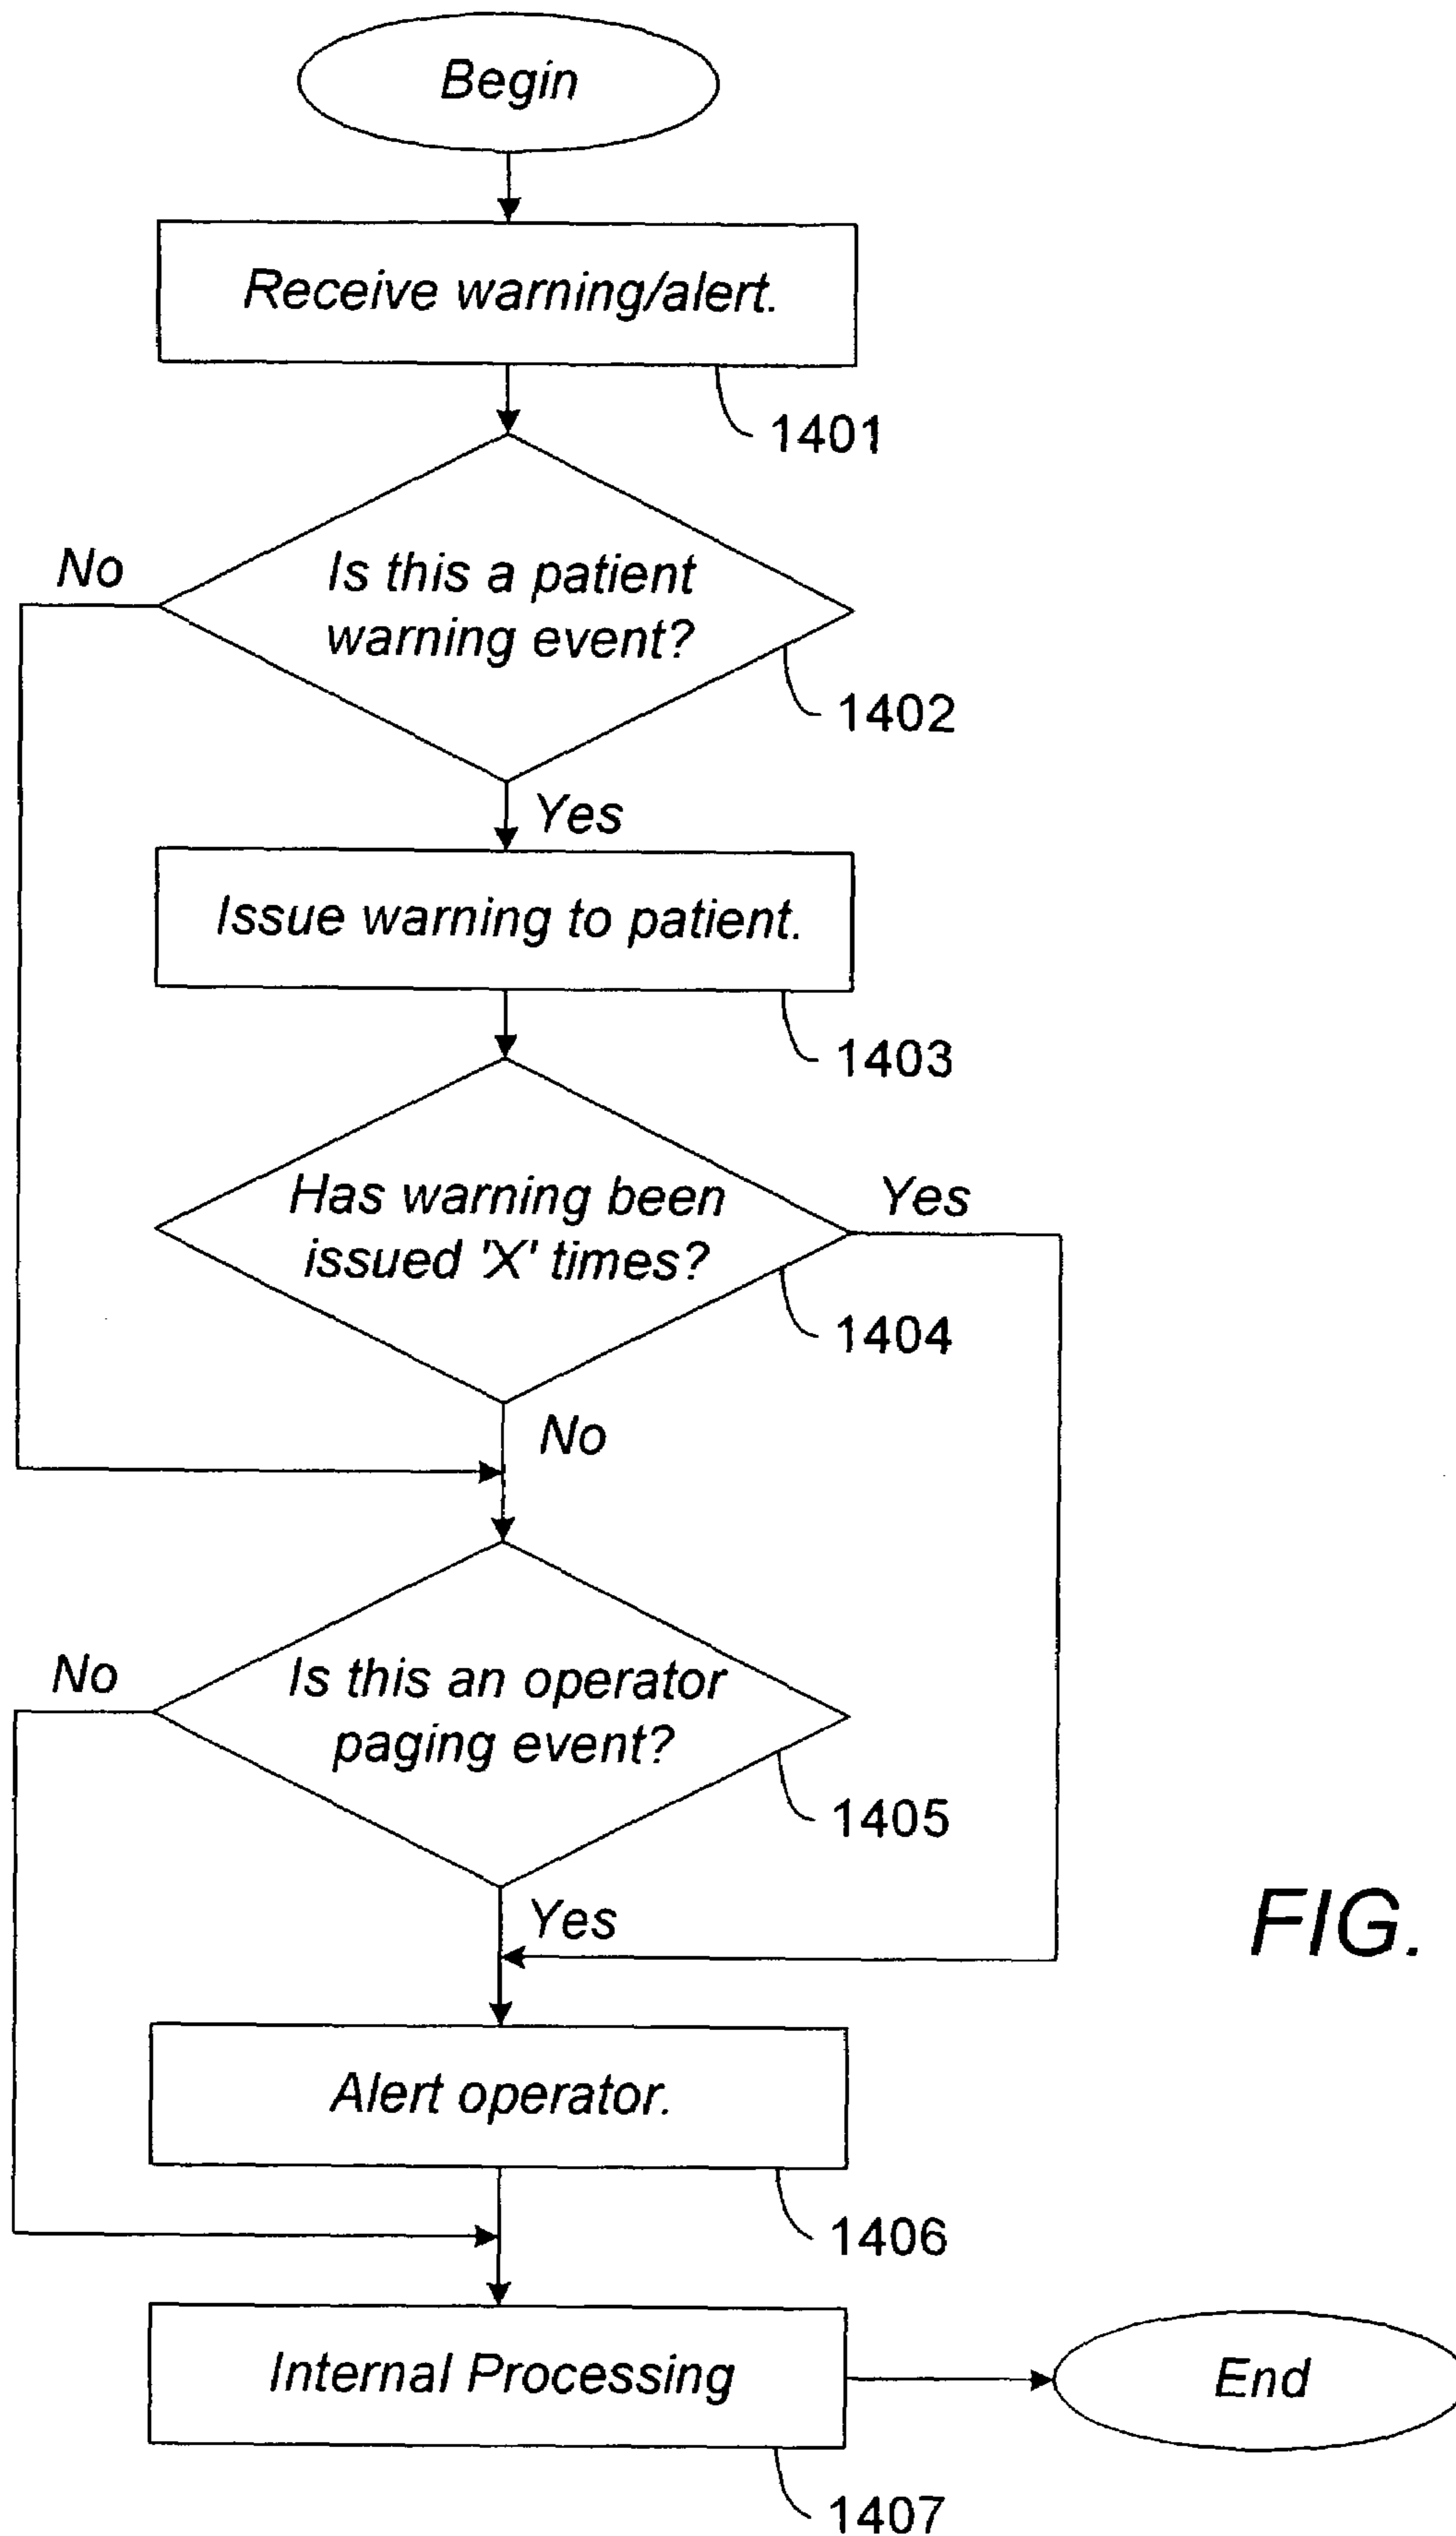 Begin
Receive warning/alert.
1401
No
Is this a patient
warning event?
1402
Yes
Issue warning to patient.
1403
Has warning been
issued 'X' times?
Yes
1404
No
No
Is this an operator
paging event?
1405
Yes
FIG.
Alert operator.
1406
Internal Processing
End
1407